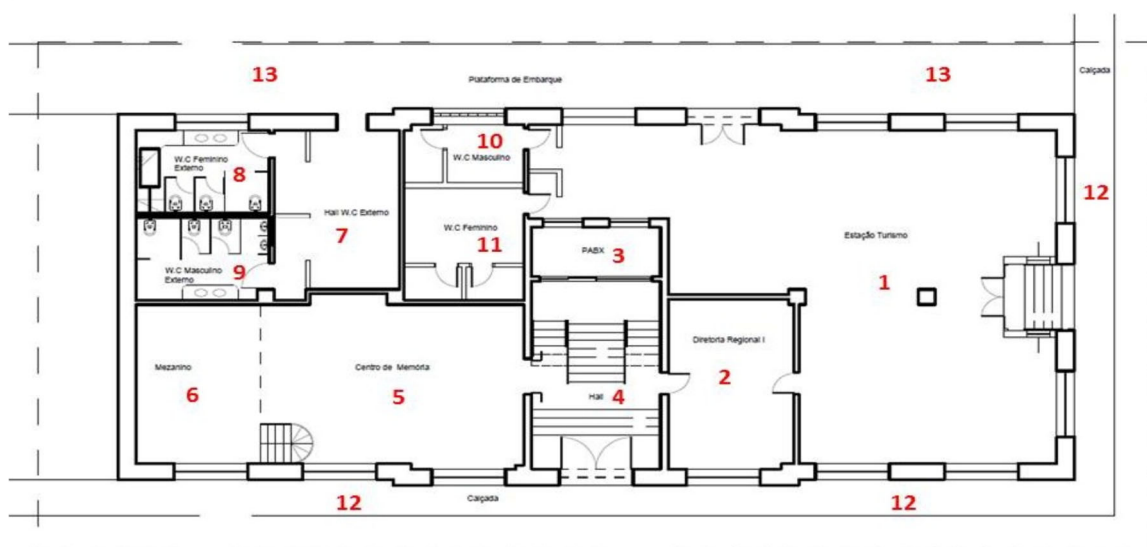 13
13
Plataforma de Embarque
Calçada
10
W.C Masculino
W.C Feminino
Externo
8
12
Hall W.C Externo
7
W.C Feminino
11
Estação Turismo
1
PABX
3
W.C Masculino
Externo
9
Diretoria Regional I
2
Mezanino
6
Centro de Memória
5
Hall
4
12
Calçada
12